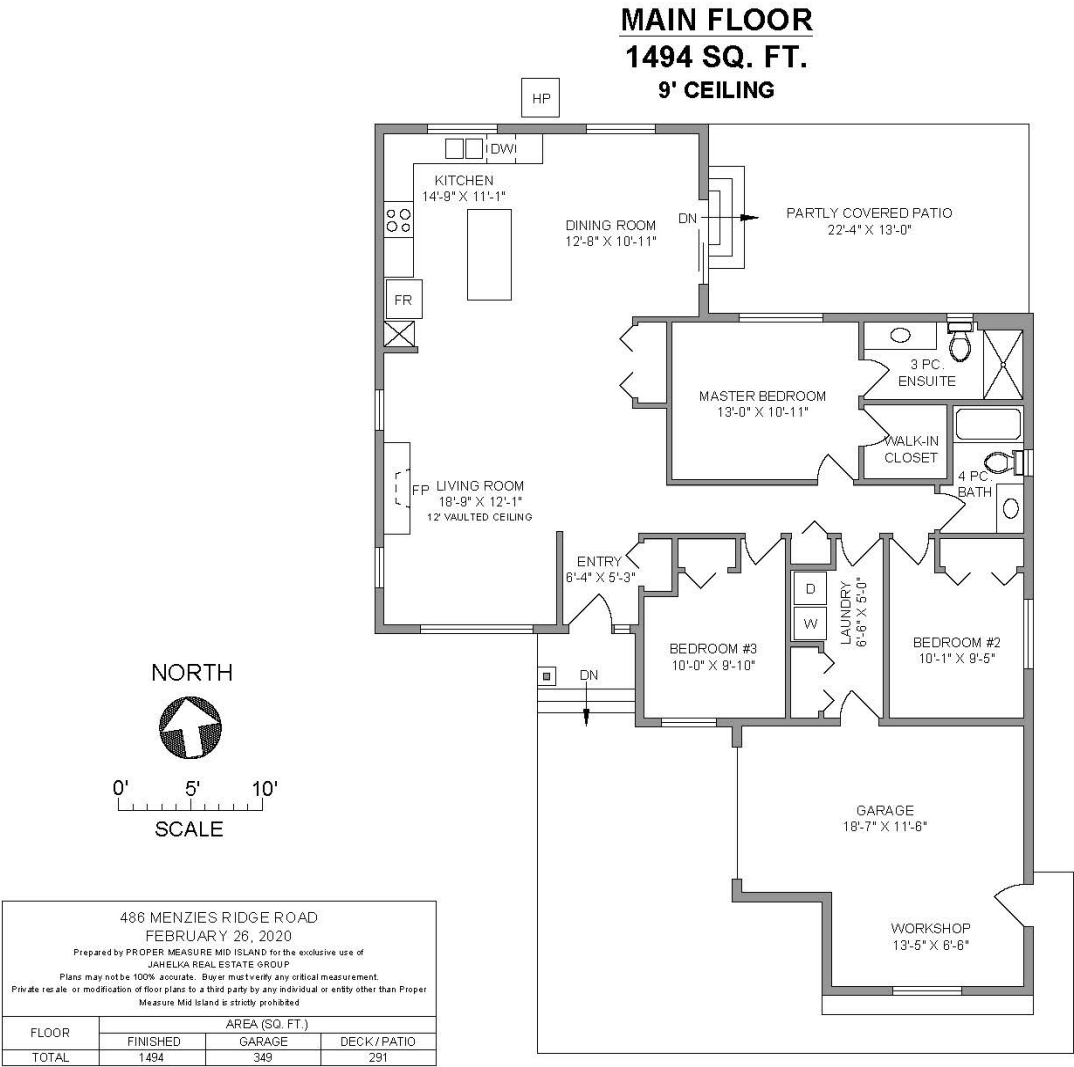 MAIN FLOOR
1494 SQ. FT.
9' CEILING
HP
DW
KITCHEN
14'-9" X 11'-1"
DINING ROOM
12'-8" X 10'-11"
DN
PARTLY COVERED PATIO
22'-4" X 13'-0"
FR
3 PC.
ENSUITE
MASTER BEDROOM
13'-0" X 10'-11"
WALK-IN
CLOSET
4 PC.
BATH
FP
LIVING ROOM
18'-9" X 12'-1"
12' VAULTED CEILING
ENTRY
6'-4" X 5'-3"
D
W
LAUNDRY
6'-6" X 5'-0"
BEDROOM #3
10'-0" X 9'-10"
BEDROOM #2
10'-1" X 9'-5"
DN
NORTH
0' 5' 10'
SCALE
GARAGE
18'-7" X 11'-6"
WORKSHOP
13'-5" X 6'-6"
486 MENZIES RIDGE ROAD
FEBRUARY 26, 2020
Prepared by PROPER MEASURE MID ISLAND for the exclusive use of
JAHELKA REAL ESTATE GROUP
Plans may not be 100% accurate. Buyer must verify any critical measurement.
Private resale or modification of floor plans to a third party by any individual or entity other than Proper
Measure Mid Island is strictly prohibited
FLOOR AREA (SQ. FT.)
FINISHED GARAGE DECK / PATIO
TOTAL 1494 349 291